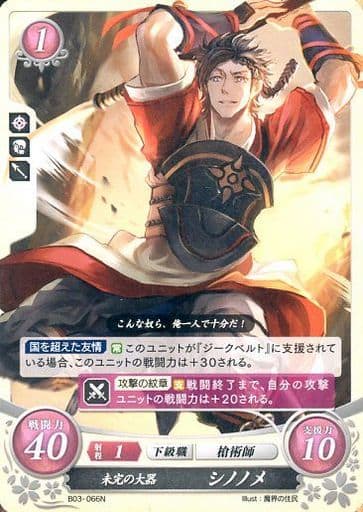 1
こんな奴ら、俺一人で十分だ!
国を超えた友情 常 このユニットが『ジークベルト』に支援されて
いる場合、このユニットの戦闘力は+30される。
攻撃の紋章 支 戦闘終了まで、自分の攻撃
ユニットの戦闘力は+20される。
戦闘力 40
射程 1 下級職 槍術師
支援力 10
未完の大器 シノノメ
B03-066N Illust:魔界の住民